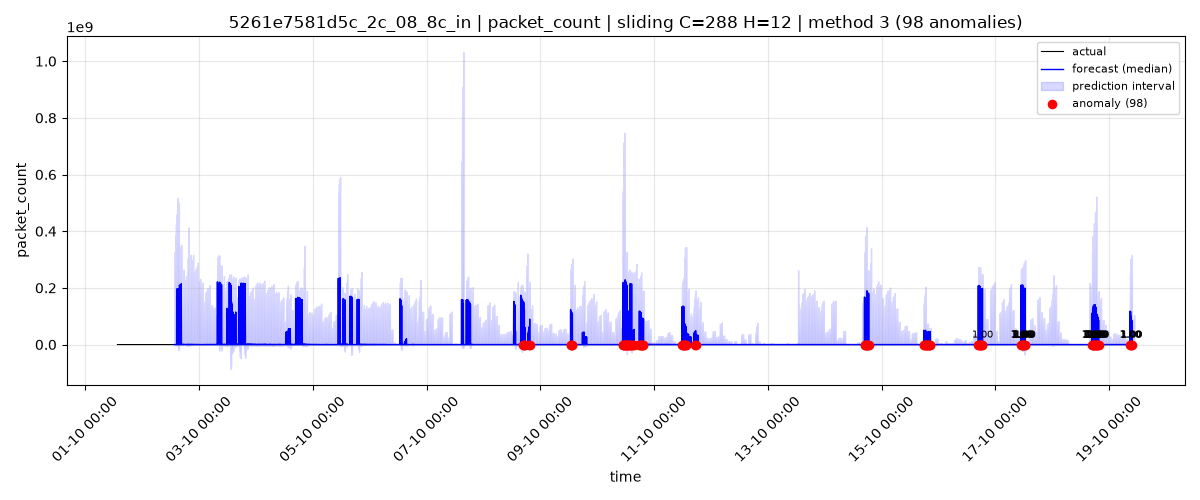 5261e7581d5c_2c_08_8c_in | packet_count | sliding C=288 H=12 | method 3 (98 anomalies)
1e9
actual
forecast (median)
prediction interval
anomaly (98)
packet_count
1.0
0.8
0.6
0.4
0.2
0.0
1.00
1.00
01-10 00:00
03-10 00:00
05-10 00:00
07-10 00:00
09-10 00:00
11-10 00:00
13-10 00:00
15-10 00:00
17-10 00:00
19-10 00:00
time